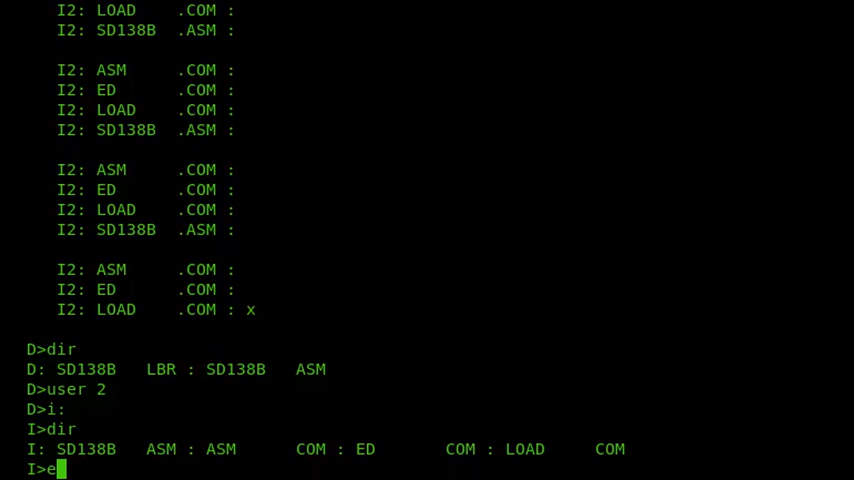 I2: LOAD    .COM :
I2: SD138B  .ASM :
I2: ASM     .COM :
I2: ED      .COM :
I2: LOAD    .COM :
I2: SD138B  .ASM :
I2: ASM     .COM :
I2: ED      .COM :
I2: LOAD    .COM :
I2: SD138B  .ASM :
I2: ASM     .COM :
I2: ED      .COM :
I2: LOAD    .COM : x
D>dir
D: SD138B   LBR : SD138B   ASM
D>user 2
D>i:
I>dir
I: SD138B   ASM : ASM      COM : ED       COM : LOAD     COM
I>e